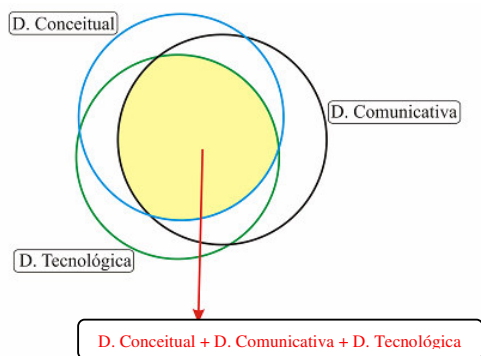 D. Conceitual
D. Comunicativa
D. Tecnológica
D. Conceitual + D. Comunicativa + D. Tecnológica